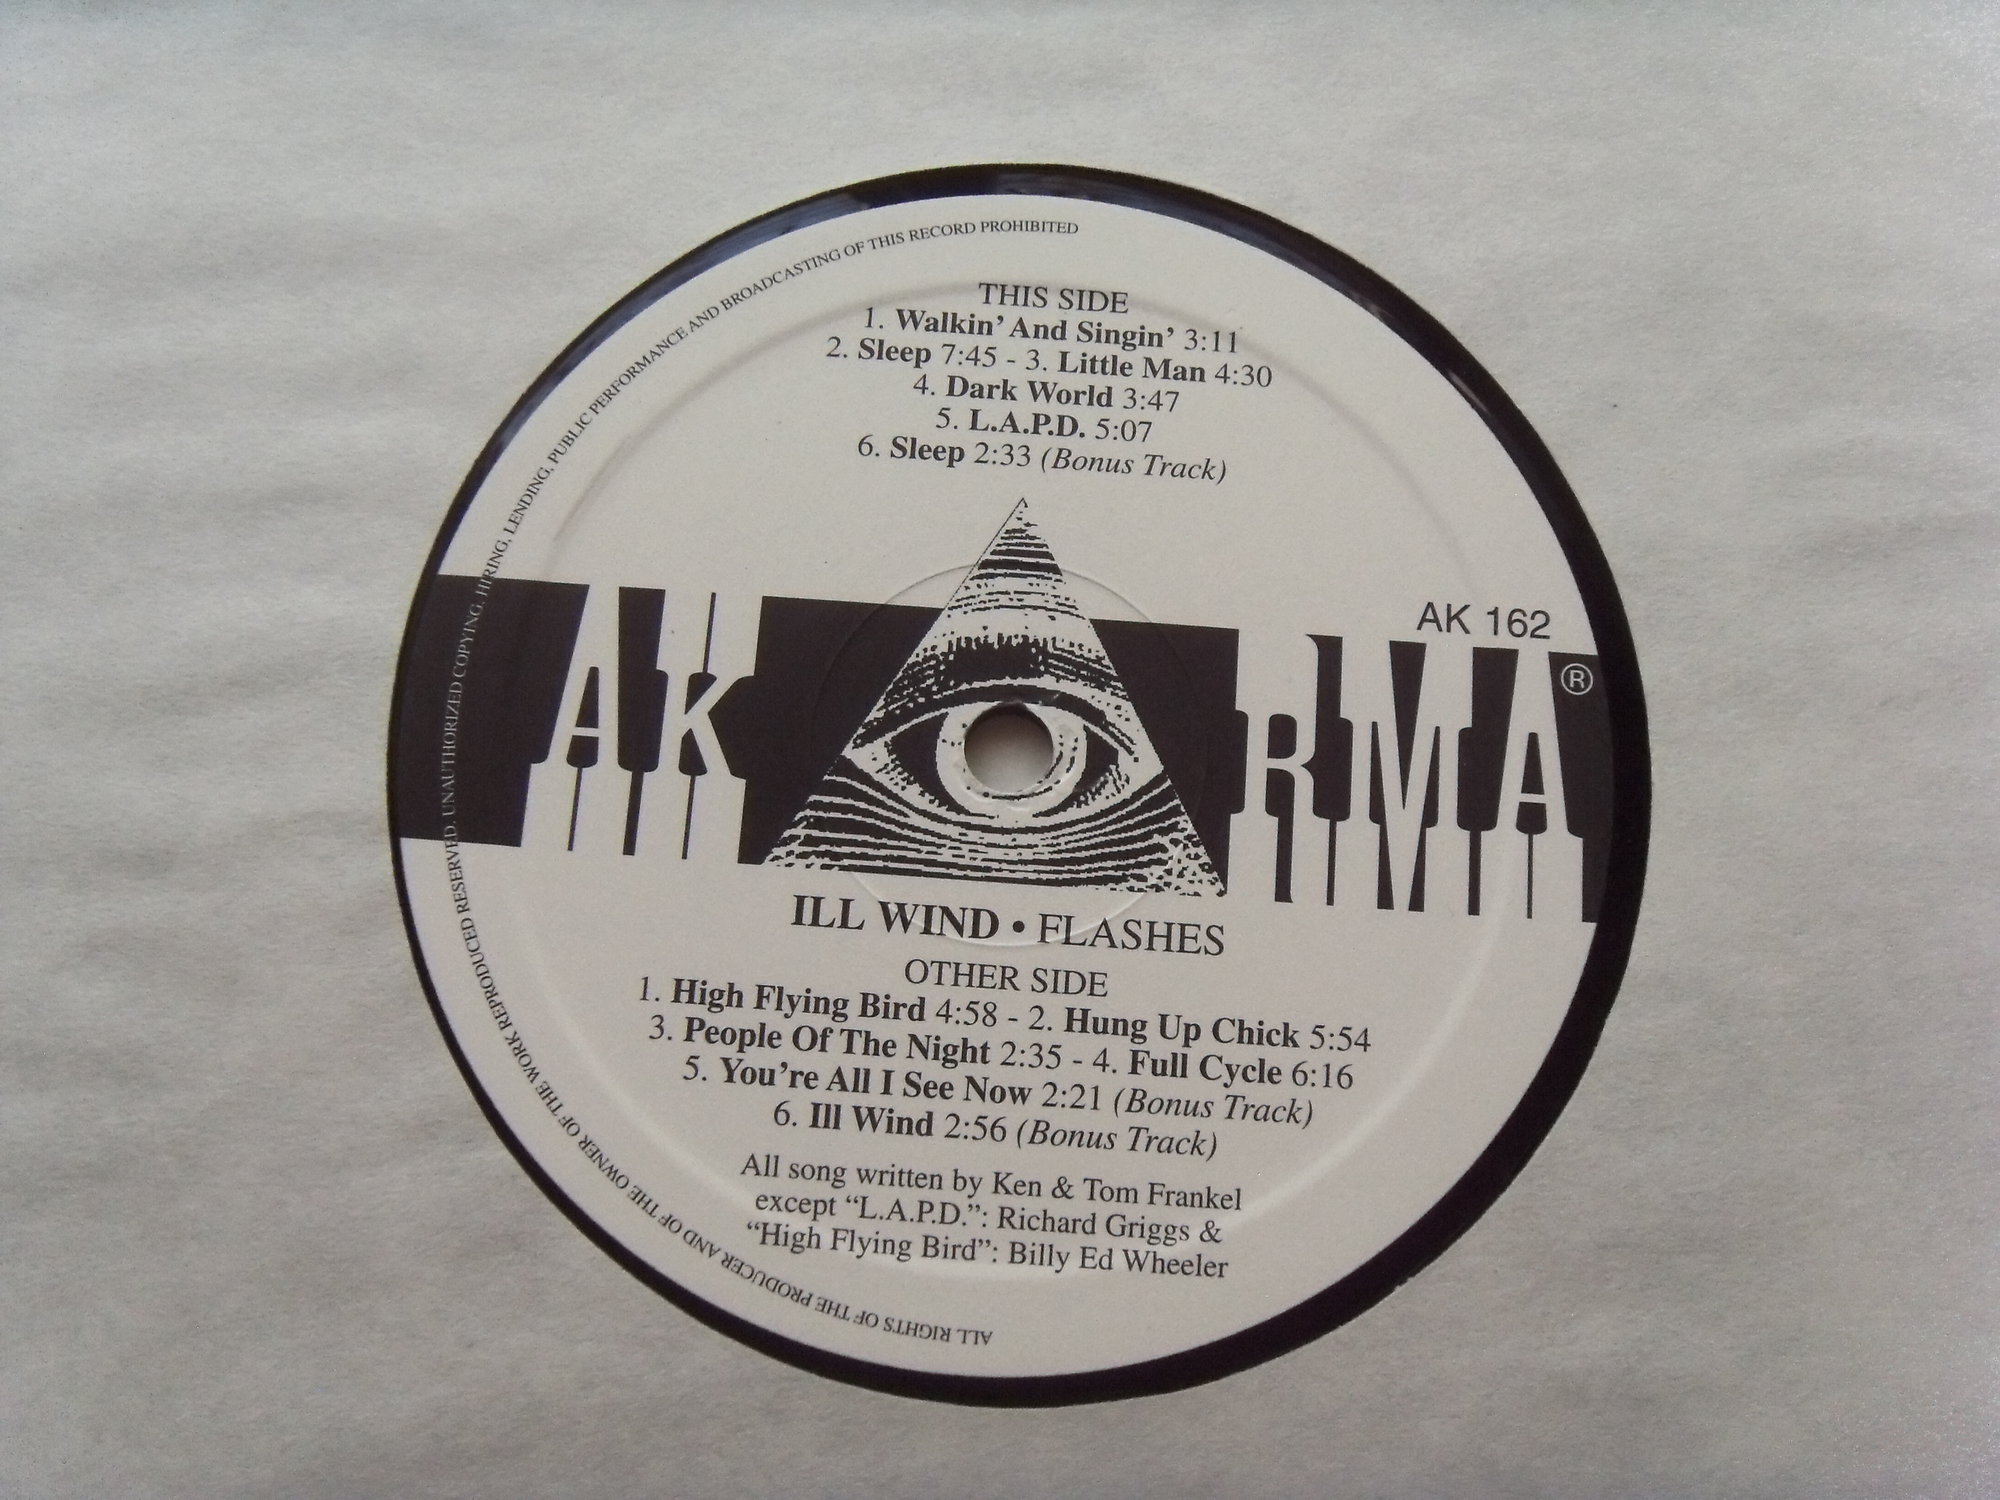 ALL RIGHTS OF THE PRODUCER AND OF THE OWNER OF THE WORK REPRODUCED RESERVED. UNAUTHORIZED COPYING, HIRING, LENDING, PUBLIC PERFORMANCE AND BROADCASTING OF THIS RECORD PROHIBITED
THIS SIDE
1. Walkin' And Singin' 3:11
2. Sleep 7:45 - 3. Little Man 4:30
4. Dark World 3:47
5. L.A.P.D. 5:07
6. Sleep 2:33 (Bonus Track)
AK 162
AKARMA ®
ILL WIND • FLASHES
OTHER SIDE
1. High Flying Bird 4:58 - 2. Hung Up Chick 5:54
3. People Of The Night 2:35 - 4. Full Cycle 6:16
5. You're All I See Now 2:21 (Bonus Track)
6. Ill Wind 2:56 (Bonus Track)
All song written by Ken & Tom Frankel
except "L.A.P.D.": Richard Griggs &
"High Flying Bird": Billy Ed Wheeler